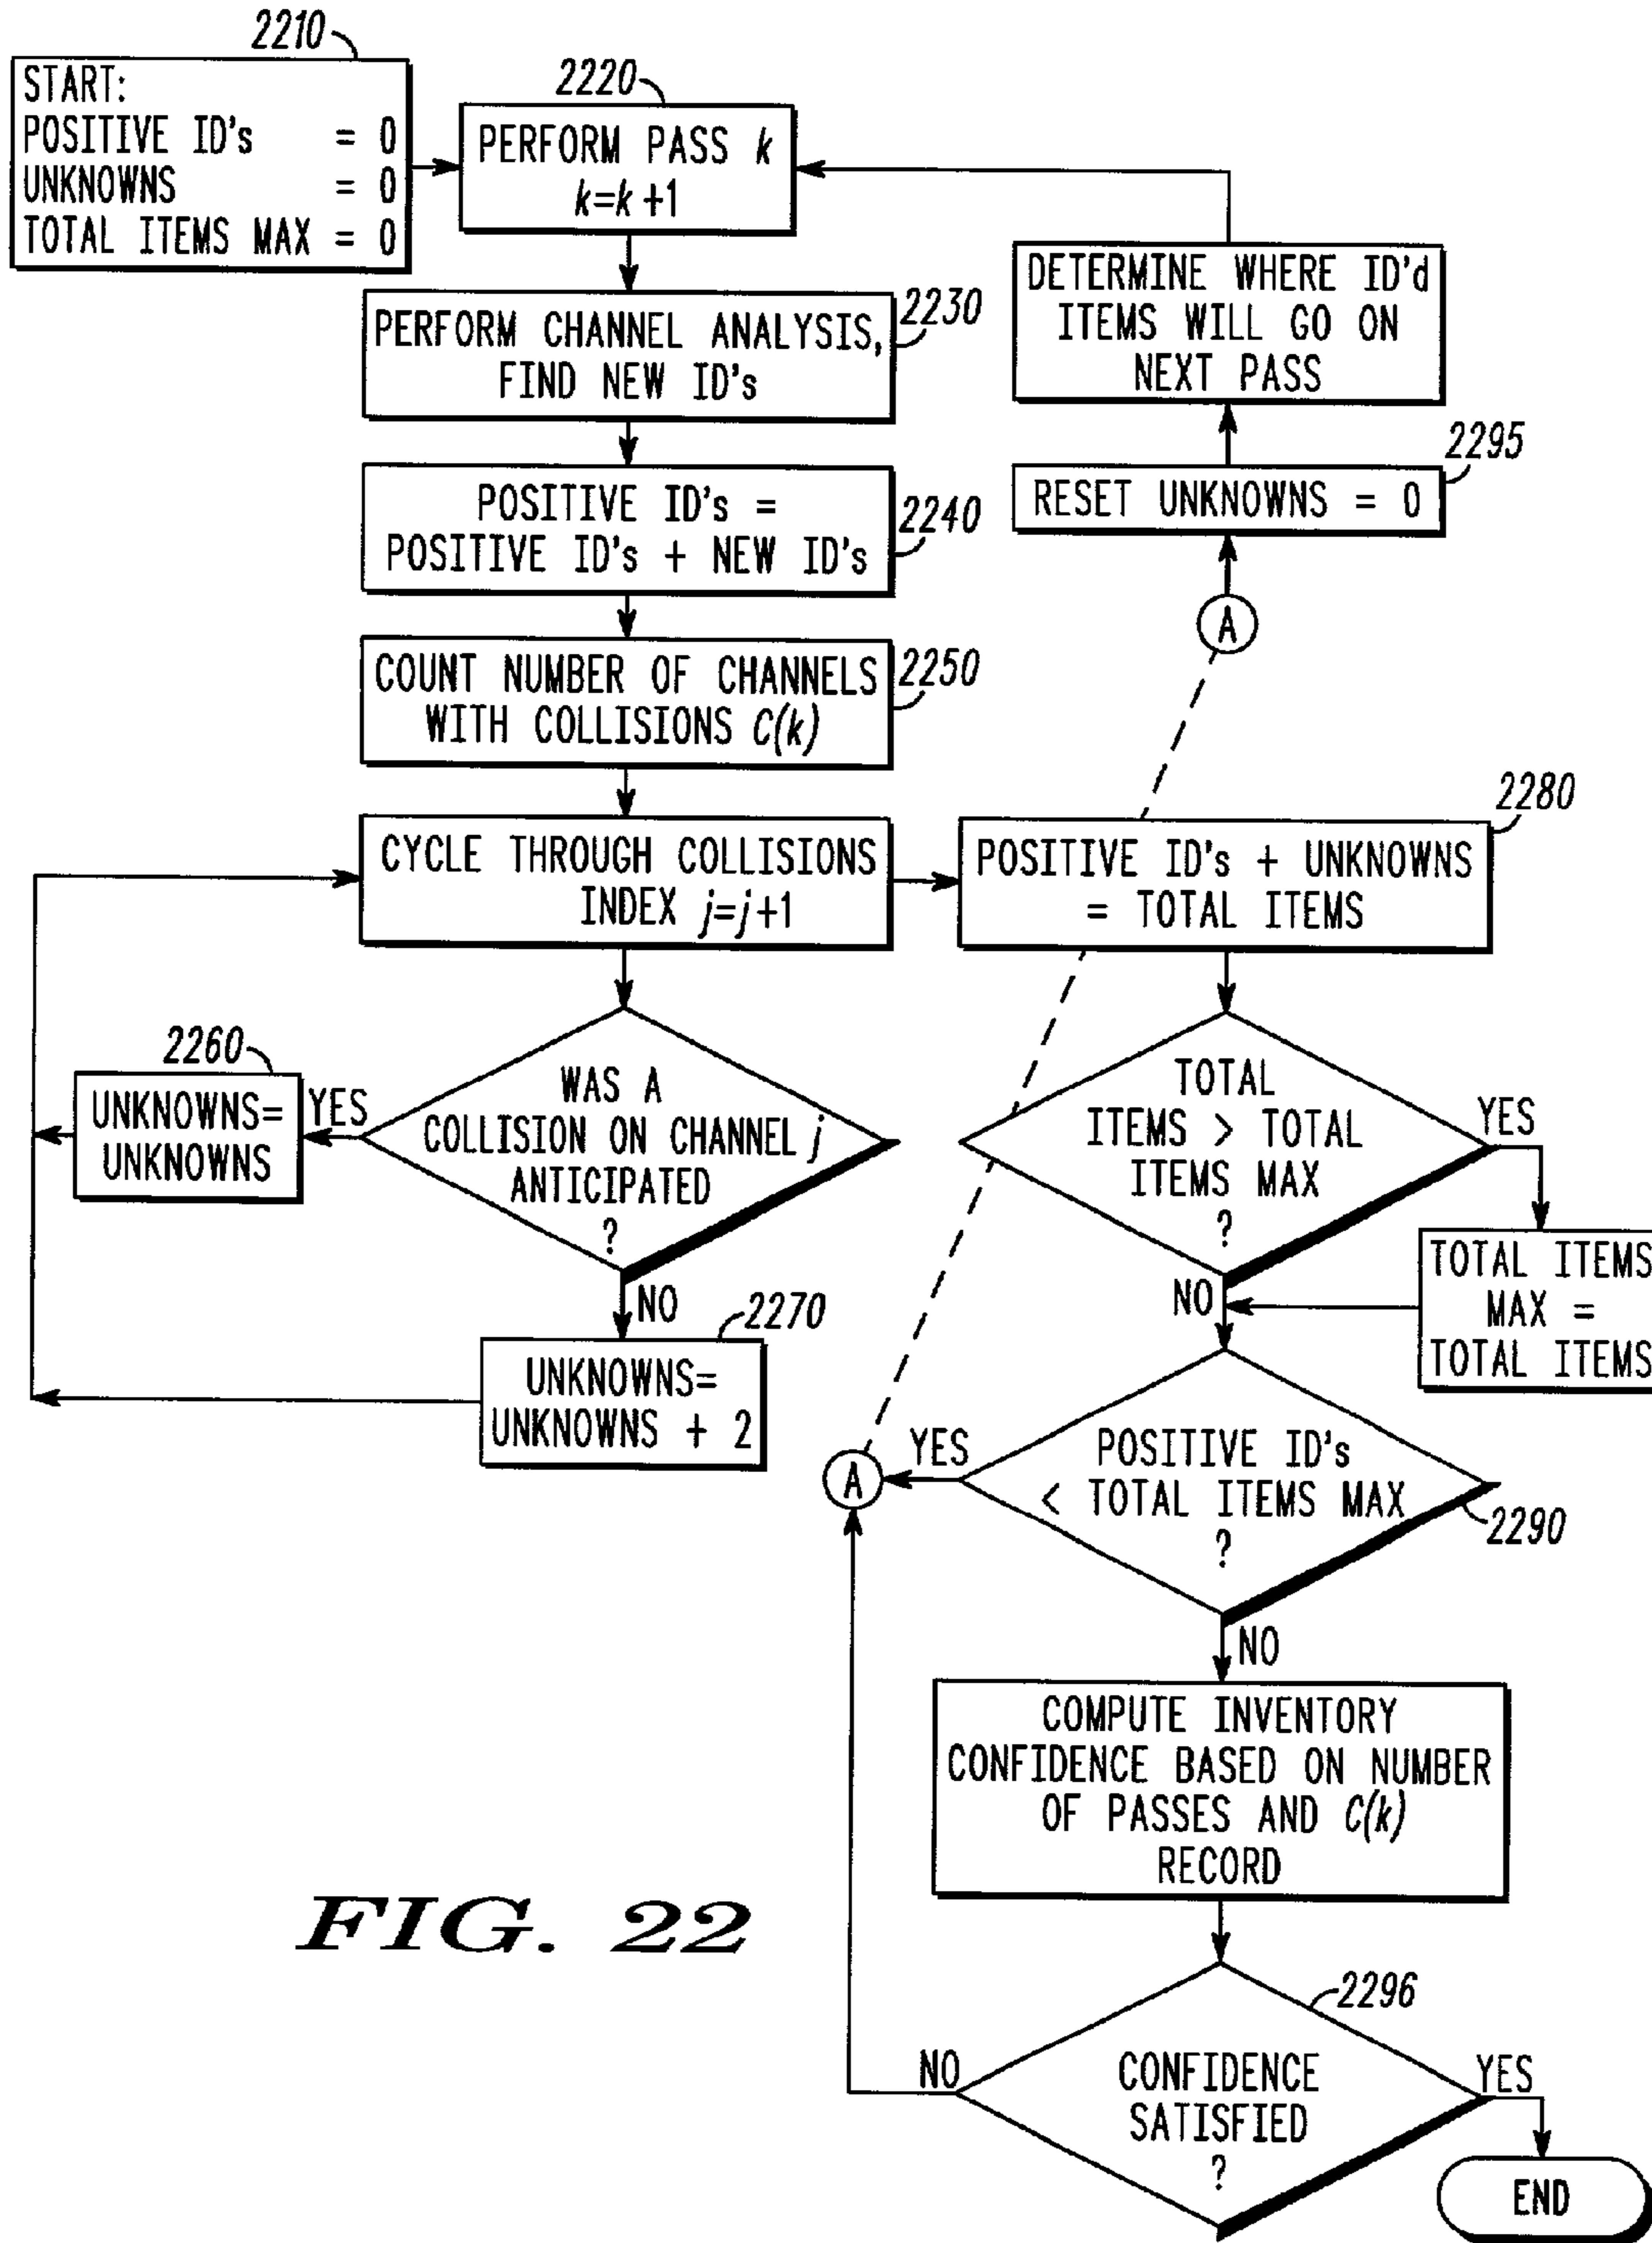 2210
START:
POSITIVE ID's = 0
UNKNOWNS = 0
TOTAL ITEMS MAX = 0
2220
PERFORM PASS k
k=k+1
2230
PERFORM CHANNEL ANALYSIS,
FIND NEW ID's
2240
POSITIVE ID's =
POSITIVE ID's + NEW ID's
2250
COUNT NUMBER OF CHANNELS
WITH COLLISIONS C(k)
CYCLE THROUGH COLLISIONS
INDEX j=j+1
WAS A
COLLISION ON CHANNEL j
ANTICIPATED
?
YES
2260
UNKNOWNS=
UNKNOWNS
NO
2270
UNKNOWNS=
UNKNOWNS + 2
DETERMINE WHERE ID'd
ITEMS WILL GO ON
NEXT PASS
2295
RESET UNKNOWNS = 0
A
2280
POSITIVE ID's + UNKNOWNS
= TOTAL ITEMS
TOTAL
ITEMS > TOTAL
ITEMS MAX
?
YES
TOTAL ITEMS
MAX =
TOTAL ITEMS
NO
POSITIVE ID's
< TOTAL ITEMS MAX
?
2290
YES
A
NO
COMPUTE INVENTORY
CONFIDENCE BASED ON NUMBER
OF PASSES AND C(k)
RECORD
2296
CONFIDENCE
SATISFIED
?
NO
YES
END
FIG. 22